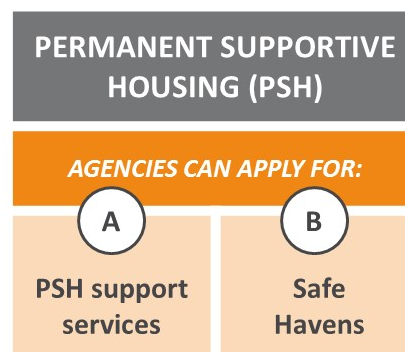 PERMANENT SUPPORTIVE
HOUSING (PSH)
AGENCIES CAN APPLY FOR:
A
PSH support
services
B
Safe
Havens